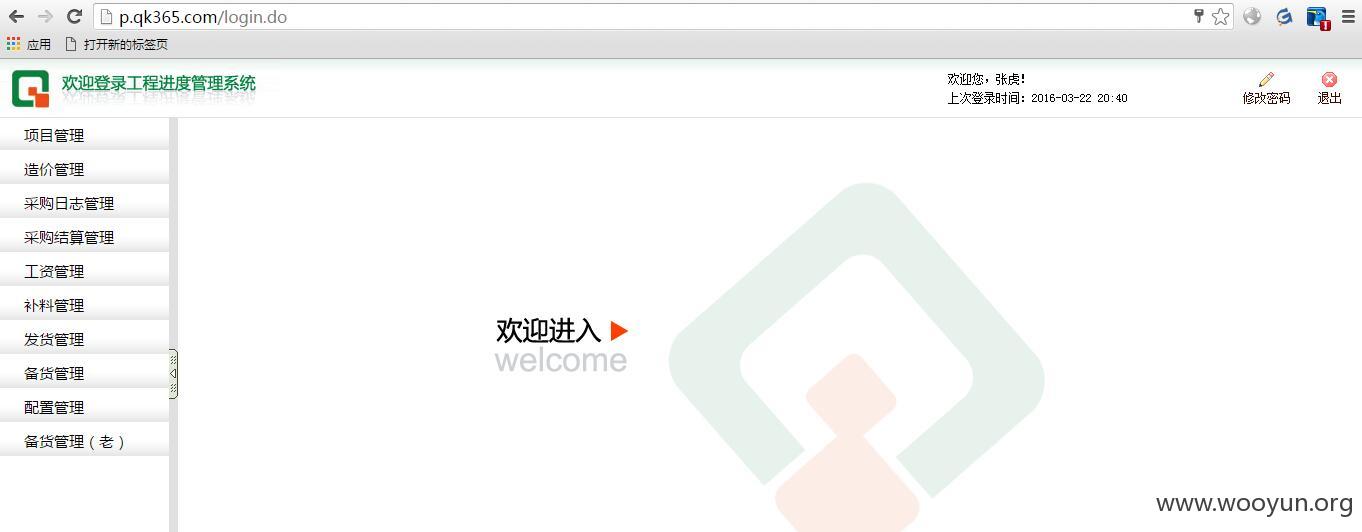 p.qk365.com/login.do
应用 打开新的标签页
欢迎登录工程进度管理系统
欢迎您，张虎！
上次登录时间：2016-03-22 20:40
修改密码 退出
项目管理
造价管理
采购日志管理
采购结算管理
工资管理
补料管理
发货管理
备货管理
配置管理
备货管理（老）
欢迎进入
welcome
www.wooyun.org